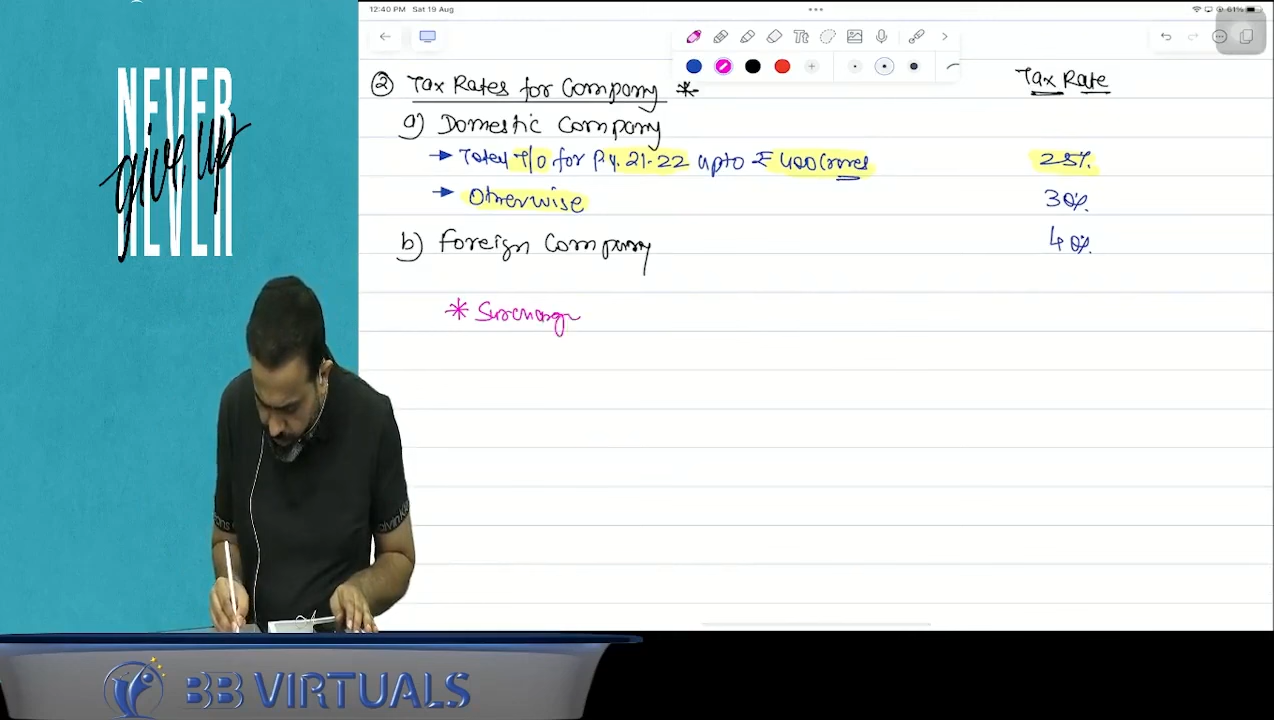 12:40 PM Sat 19 Aug
61%
NEVER
give up
NEVER
② Tax Rates for Company *
Tax Rate
a) Domestic Company
→ Total T/O for P.Y. 21-22 upto ₹ 400 Crores 25%
→ Otherwise 30%
b) Foreign Company 40%
* Surcharge
BB VIRTUALS